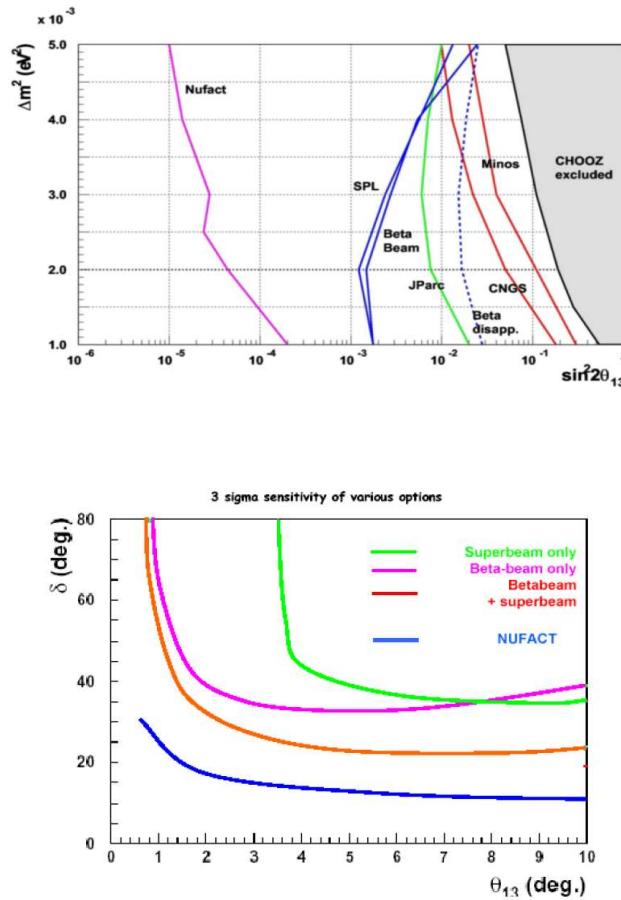 x 10 -3
Δm² (eV²)
5.0
4.0
3.0
2.0
1.0
Nufact
SPL
Beta
Beam
JParc
Minos
CNGS
Beta
disapp.
CHOOZ
excluded
10 -6
10 -5
10 -4
10 -3
10 -2
10 -1
sin²2θ13
3 sigma sensitivity of various options
δ (deg.)
80
60
40
20
0
Superbeam only
Beta-beam only
Betabeam
+ superbeam
NUFACT
0 1 2 3 4 5 6 7 8 9 10
θ13 (deg.)